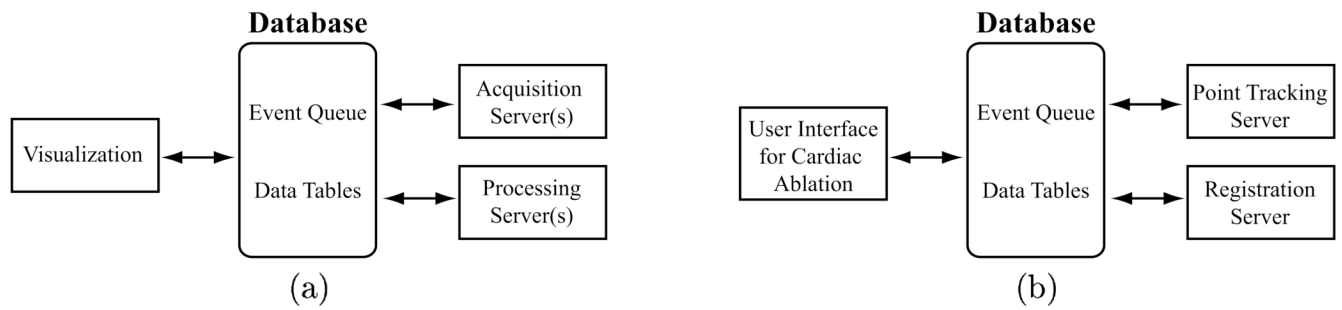 Database
Event Queue
Data Tables
Visualization
Acquisition
Server(s)
Processing
Server(s)
(a)
Database
Event Queue
Data Tables
User Interface
for Cardiac
Ablation
Point Tracking
Server
Registration
Server
(b)